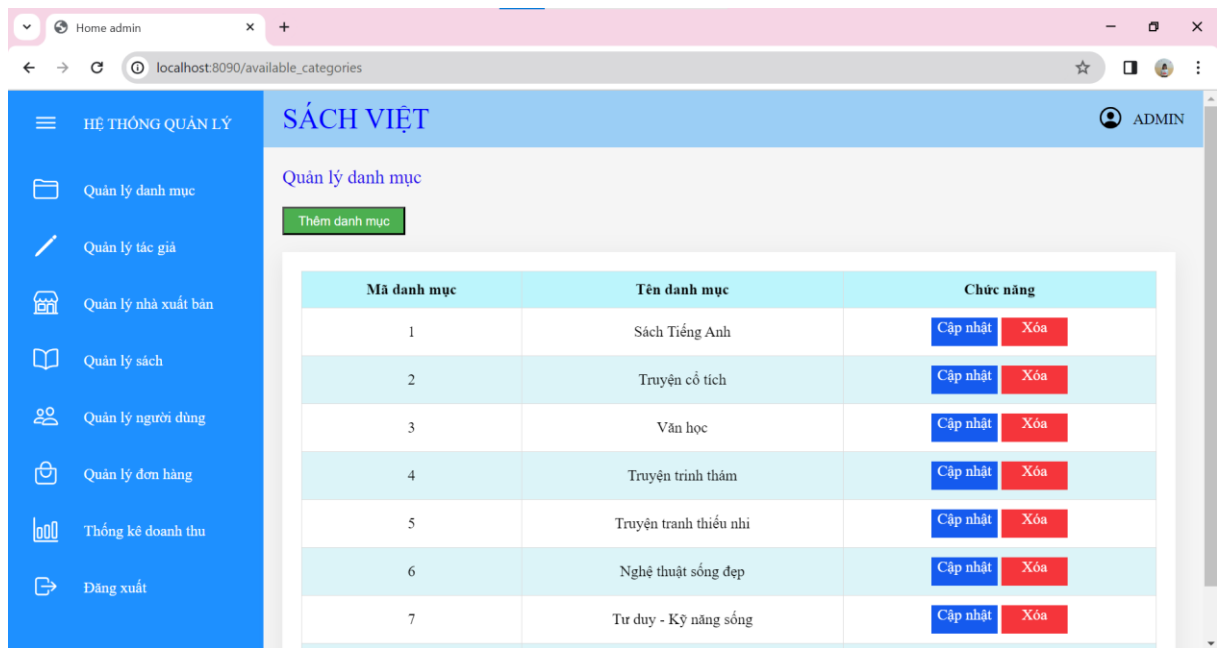 Home admin
localhost:8090/available_categories
HỆ THỐNG QUẢN LÝ
SÁCH VIỆT
ADMIN
Quản lý danh mục
Quản lý tác giả
Quản lý nhà xuất bản
Quản lý sách
Quản lý người dùng
Quản lý đơn hàng
Thống kê doanh thu
Đăng xuất
Quản lý danh mục
Thêm danh mục
Mã danh mục Tên danh mục Chức năng
1 Sách Tiếng Anh Cập nhật Xóa
2 Truyện cổ tích Cập nhật Xóa
3 Văn học Cập nhật Xóa
4 Truyện trinh thám Cập nhật Xóa
5 Truyện tranh thiếu nhi Cập nhật Xóa
6 Nghệ thuật sống đẹp Cập nhật Xóa
7 Tư duy - Kỹ năng sống Cập nhật Xóa